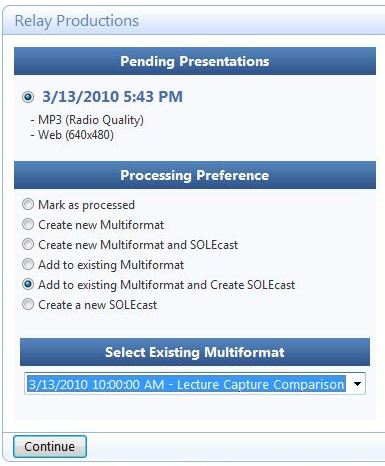 Relay Productions
Pending Presentations
3/13/2010 5:43 PM
- MP3 (Radio Quality)
- Web (640x480)
Processing Preference
Mark as processed
Create new Multiformat
Create new Multiformat and SOLEcast
Add to existing Multiformat
Add to existing Multiformat and Create SOLEcast
Create a new SOLEcast
Select Existing Multiformat
3/13/2010 10:00:00 AM - Lecture Capture Comparison
Continue